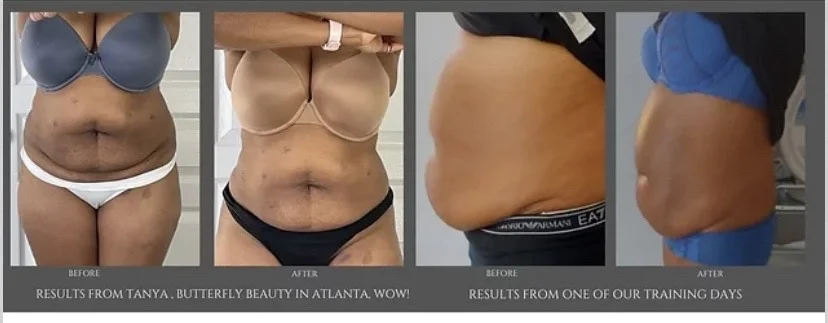 EAT
EMPORIO ARMANI
BEFORE
AFTER
BEFORE
AFTER
RESULTS FROM TANYA , BUTTERFLY BEAUTY IN ATLANTA, WOW!
RESULTS FROM ONE OF OUR TRAINING DAYS